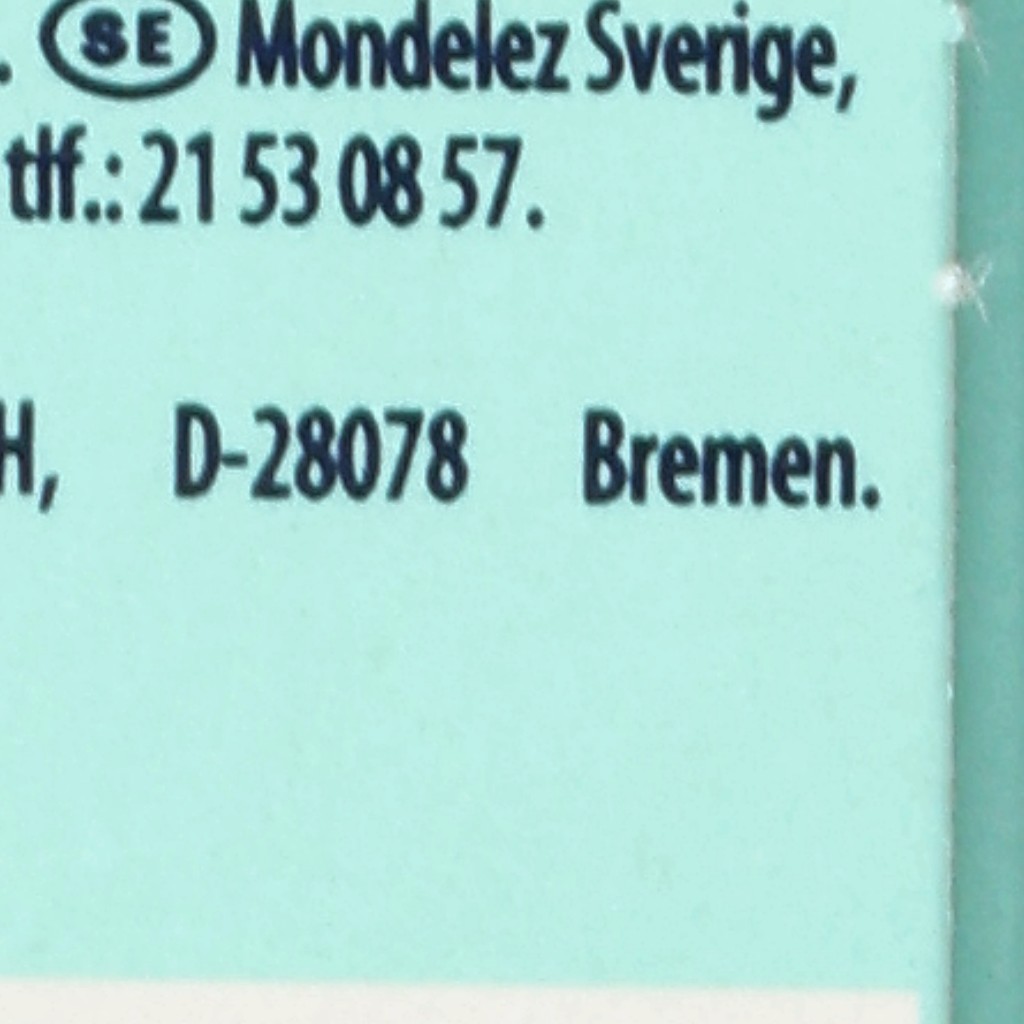 . SE Mondelez Sverige,
tlf.: 21 53 08 57.
H, D-28078 Bremen.